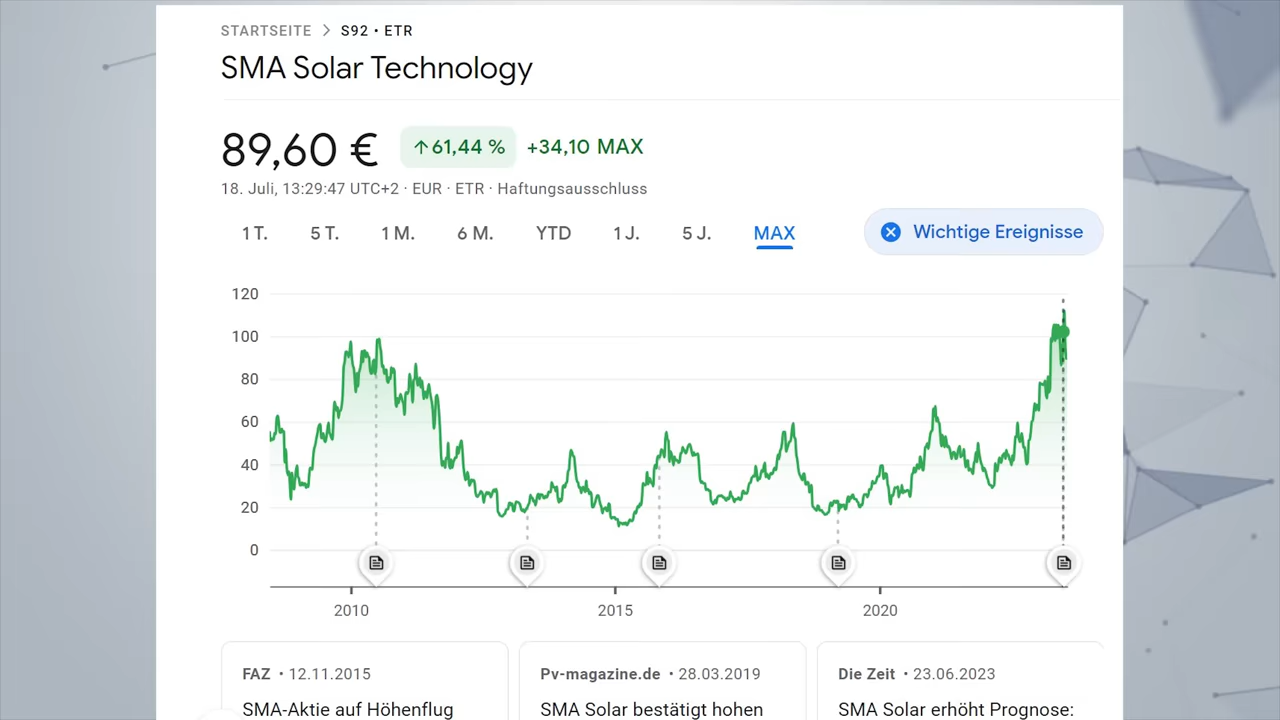 STARTSEITE > S92 • ETR
SMA Solar Technology
89,60 € ↑61,44 % +34,10 MAX
18. Juli, 13:29:47 UTC+2 · EUR · ETR · Haftungsausschluss
1 T. 5 T. 1 M. 6 M. YTD 1 J. 5 J. MAX Wichtige Ereignisse
120
100
80
60
40
20
0
2010 2015 2020
FAZ • 12.11.2015 Pv-magazine.de • 28.03.2019 Die Zeit • 23.06.2023
SMA-Aktie auf Höhenflug SMA Solar bestätigt hohen SMA Solar erhöht Prognose: